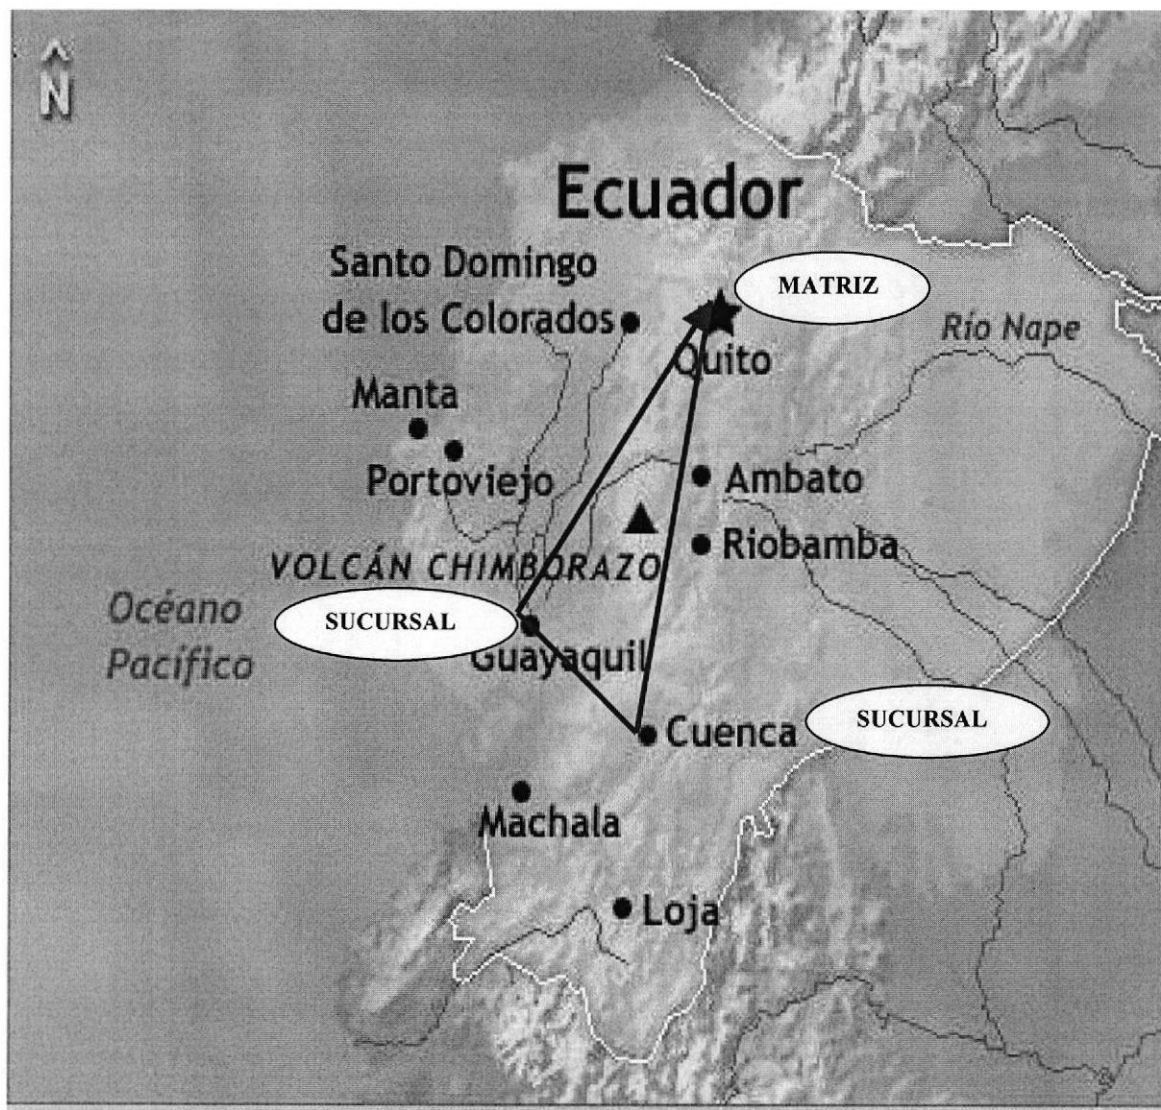 N
Ecuador
Santo Domingo
de los Colorados
MATRIZ
Quito
Río Nape
Manta
Portoviejo
Ambato
Riobamba
VOLCÁN CHIMBORAZO
Océano
Pacífico
SUCURSAL
Guayaquil
Cuenca
SUCURSAL
Machala
Loja